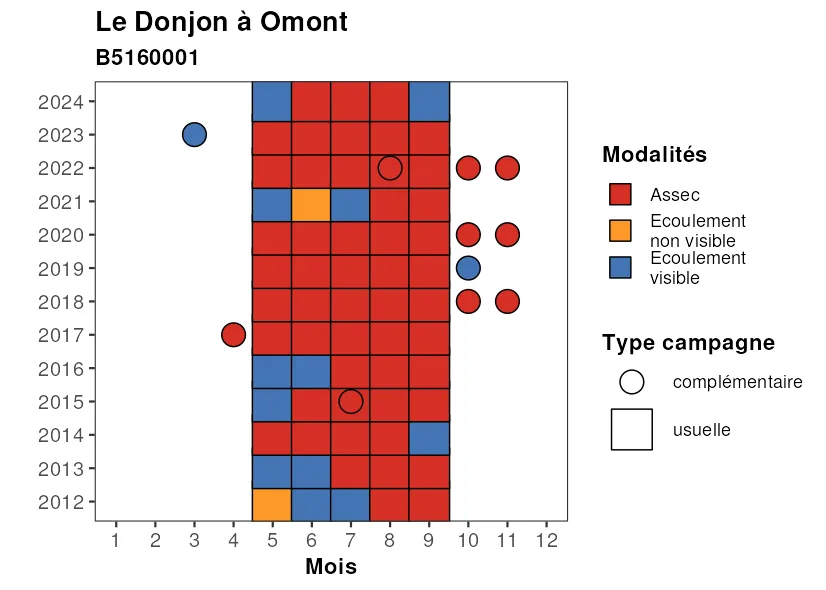 Le Donjon à Omont
B5160001
2024
2023
2022
2021
2020
2019
2018
2017
2016
2015
2014
2013
2012
1 2 3 4 5 6 7 8 9 10 11 12
Mois
Modalités
Assec
Ecoulement
non visible
Ecoulement
visible
Type campagne
complémentaire
usuelle